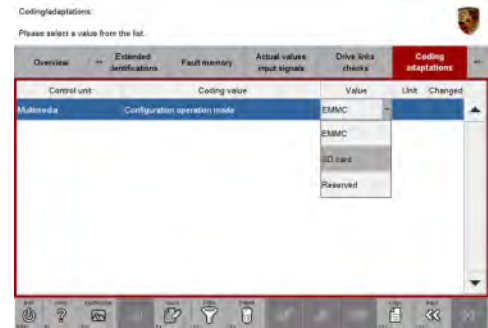 Coding/adaptations:
Please select a value from the list.
Overview Extended identifications Fault memory Actual values input signals Drive links checks Coding adaptations
Control unit Coding value Value Unit Changed
Multimedia Configuration operation mode EMMC
EMMC
SD card
Reserved